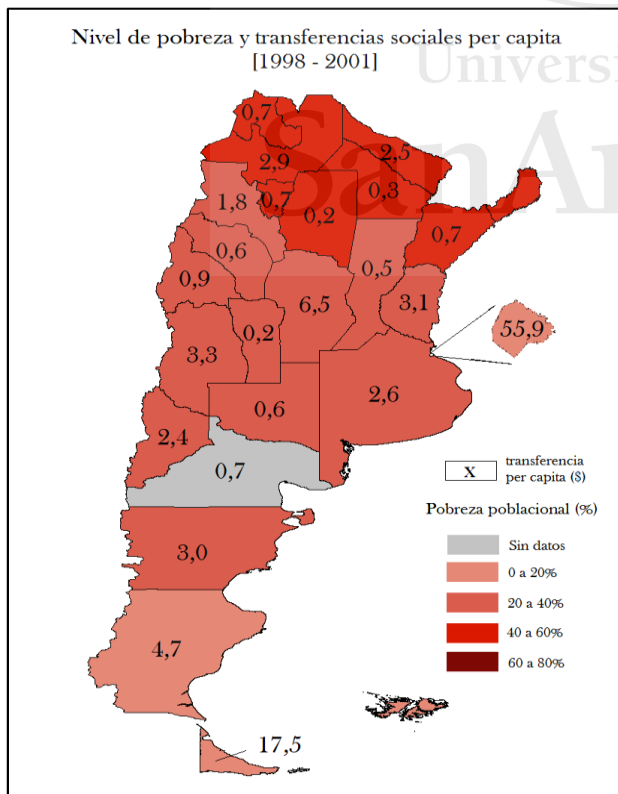 Nivel de pobreza y transferencias sociales per capita
[1998 - 2001]
Universi
SanAr
0,7
2,9
2,5
0,3
1,8
0,7
0,2
0,7
0,6
0,5
0,9
6,5
3,1
55,9
3,3
0,2
2,6
0,6
2,4
0,7
X transferencia
per capita ($)
Pobreza poblacional (%)
Sin datos
0 a 20%
20 a 40%
40 a 60%
60 a 80%
3,0
4,7
17,5